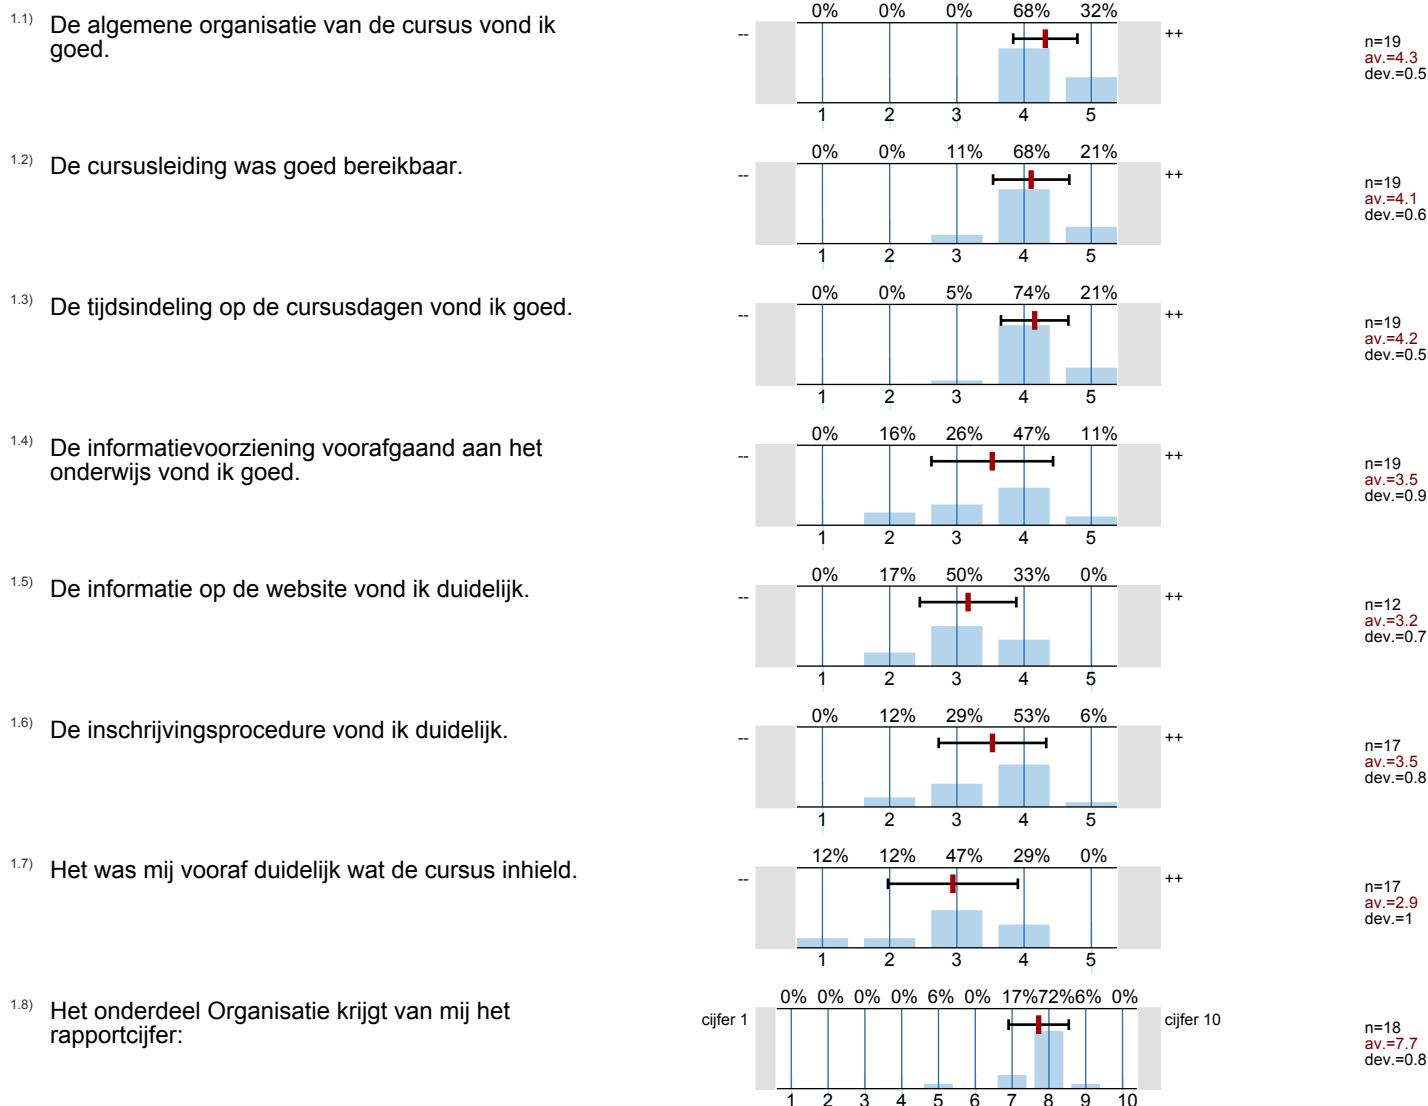 1.1) De algemene organisatie van de cursus vond ik
goed.
0% 0% 0% 68% 32%
-- ++
1 2 3 4 5
n=19
av.=4.3
dev.=0.5
1.2) De cursusleiding was goed bereikbaar.
0% 0% 11% 68% 21%
-- ++
1 2 3 4 5
n=19
av.=4.1
dev.=0.6
1.3) De tijdsindeling op de cursusdagen vond ik goed.
0% 0% 5% 74% 21%
-- ++
1 2 3 4 5
n=19
av.=4.2
dev.=0.5
1.4) De informatievoorziening voorafgaand aan het
onderwijs vond ik goed.
0% 16% 26% 47% 11%
-- ++
1 2 3 4 5
n=19
av.=3.5
dev.=0.9
1.5) De informatie op de website vond ik duidelijk.
0% 17% 50% 33% 0%
-- ++
1 2 3 4 5
n=12
av.=3.2
dev.=0.7
1.6) De inschrijvingsprocedure vond ik duidelijk.
0% 12% 29% 53% 6%
-- ++
1 2 3 4 5
n=17
av.=3.5
dev.=0.8
1.7) Het was mij vooraf duidelijk wat de cursus inhield.
12% 12% 47% 29% 0%
-- ++
1 2 3 4 5
n=17
av.=2.9
dev.=1
1.8) Het onderdeel Organisatie krijgt van mij het
rapportcijfer:
0% 0% 0% 0% 6% 0% 17% 72% 6% 0%
cijfer 1 cijfer 10
1 2 3 4 5 6 7 8 9 10
n=18
av.=7.7
dev.=0.8